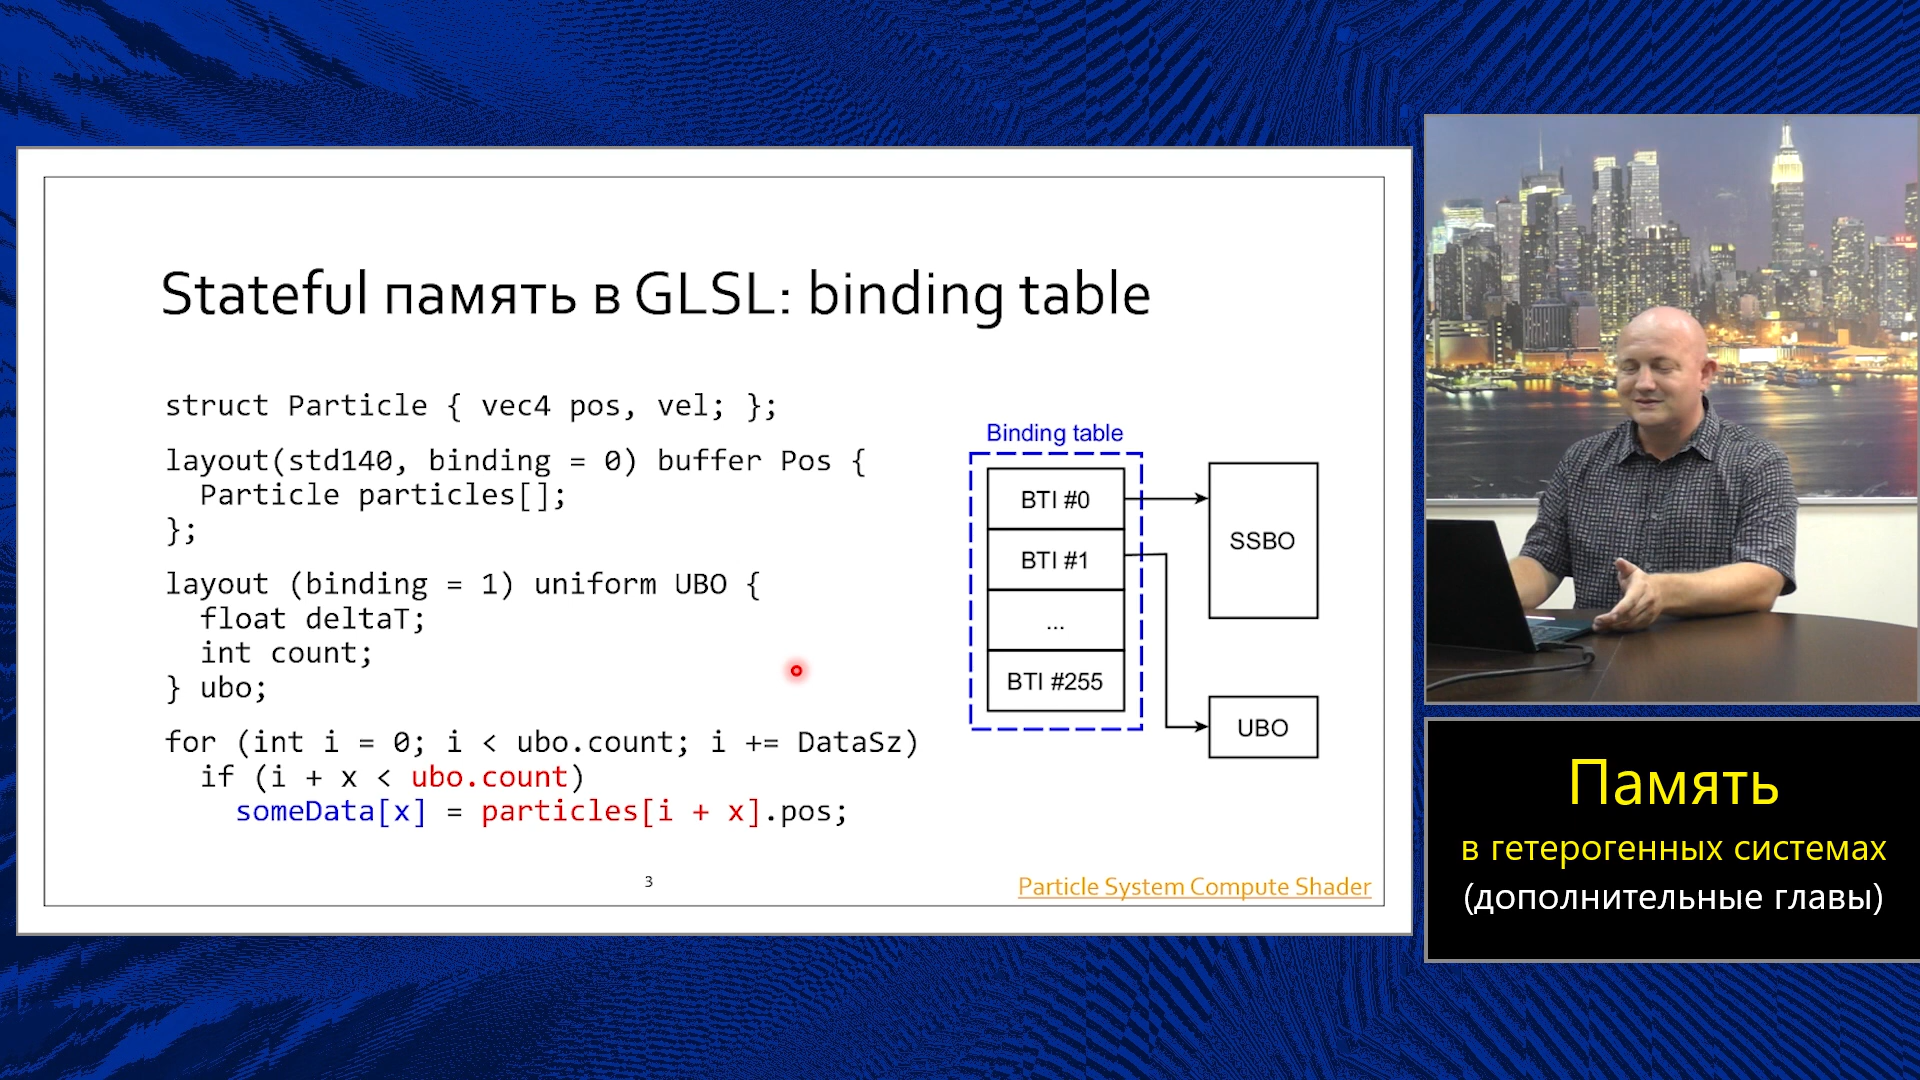 Stateful память в GLSL: binding table
struct Particle { vec4 pos, vel; };
layout(std140, binding = 0) buffer Pos {
  Particle particles[];
};
layout (binding = 1) uniform UBO {
  float deltaT;
  int count;
} ubo;
for (int i = 0; i < ubo.count; i += DataSz)
  if (i + x < ubo.count)
    someData[x] = particles[i + x].pos;
Binding table
BTI #0
BTI #1
...
BTI #255
SSBO
UBO
3
Particle System Compute Shader
Память
в гетерогенных системах
(дополнительные главы)